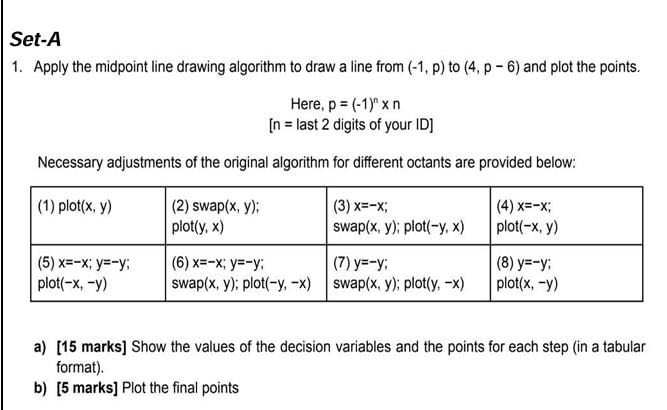 Set-A
1. Apply the midpoint line drawing algorithm to draw a line from (-1, p) to (4, p – 6) and plot the points.
Here, p = (-1)ⁿ x n
[n = last 2 digits of your ID]
Necessary adjustments of the original algorithm for different octants are provided below:
(1) plot(x, y)
(2) swap(x, y);
plot(y, x)
(3) x=−x;
swap(x, y); plot(−y, x)
(4) x=−x;
plot(−x, y)
(5) x=−x; y=−y;
plot(−x, −y)
(6) x=−x; y=−y;
swap(x, y); plot(−y, −x)
(7) y=−y;
swap(x, y); plot(y, −x)
(8) y=−y;
plot(x, −y)
a) [15 marks] Show the values of the decision variables and the points for each step (in a tabular
format).
b) [5 marks] Plot the final points